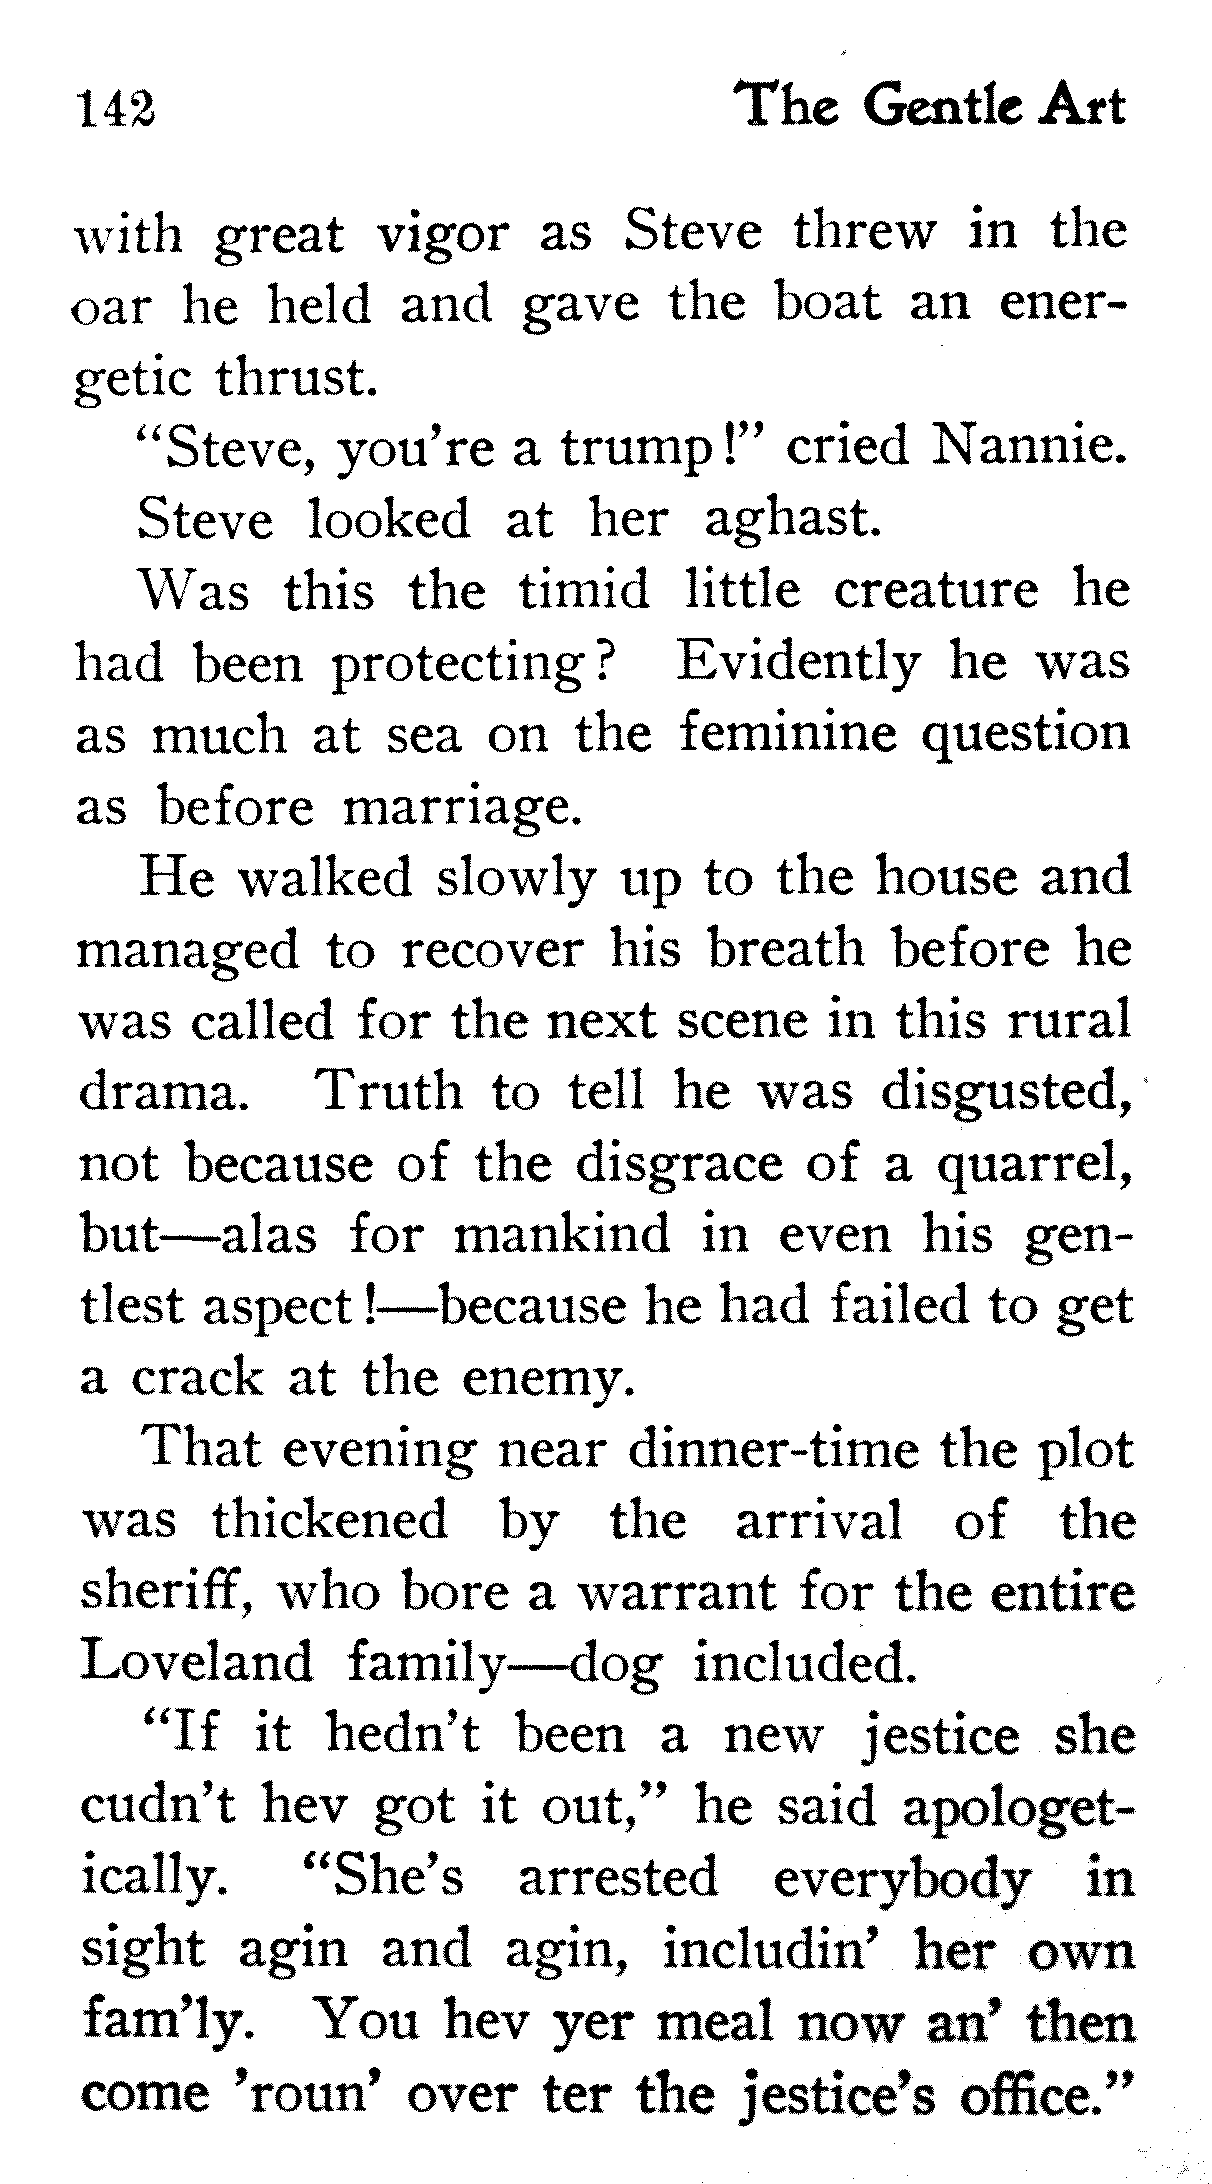 142 The Gentle Art
with great vigor as Steve threw in the
oar he held and gave the boat an ener-
getic thrust.
“Steve, you’re a trump!” cried Nannie.
Steve looked at her aghast.
Was this the timid little creature he
had been protecting? Evidently he was
as much at sea on the feminine question
as before marriage.
He walked slowly up to the house and
managed to recover his breath before he
was called for the next scene in this rural
drama. Truth to tell he was disgusted,
not because of the disgrace of a quarrel,
but—alas for mankind in even his gen-
tlest aspect!—because he had failed to get
a crack at the enemy.
That evening near dinner-time the plot
was thickened by the arrival of the
sheriff, who bore a warrant for the entire
Loveland family—dog included.
“If it hedn’t been a new jestice she
cudn’t hev got it out,” he said apologet-
ically. “She’s arrested everybody in
sight agin and agin, includin’ her own
fam’ly. You hev yer meal now an’ then
come ’roun’ over ter the jestice’s office.”